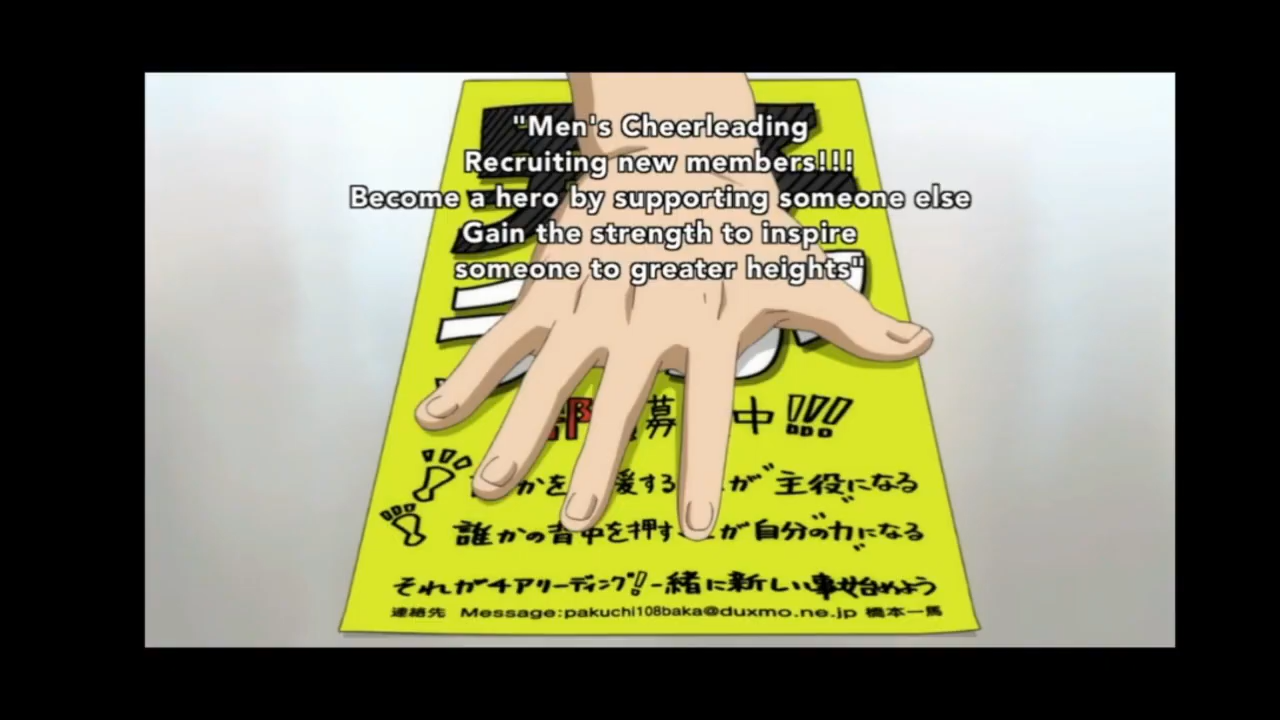 "Men's Cheerleading
Recruiting new members!!!
Become a hero by supporting someone else
Gain the strength to inspire
someone to greater heights"
部 募 中!!!
かを 援する が 主役になる
誰かの背中を押す が 自分の力になる
それがチアリーディング!一緒に新しい事始めよう
連絡先 Message:pakuchi108baka@duxmo.ne.jp 橋本一馬